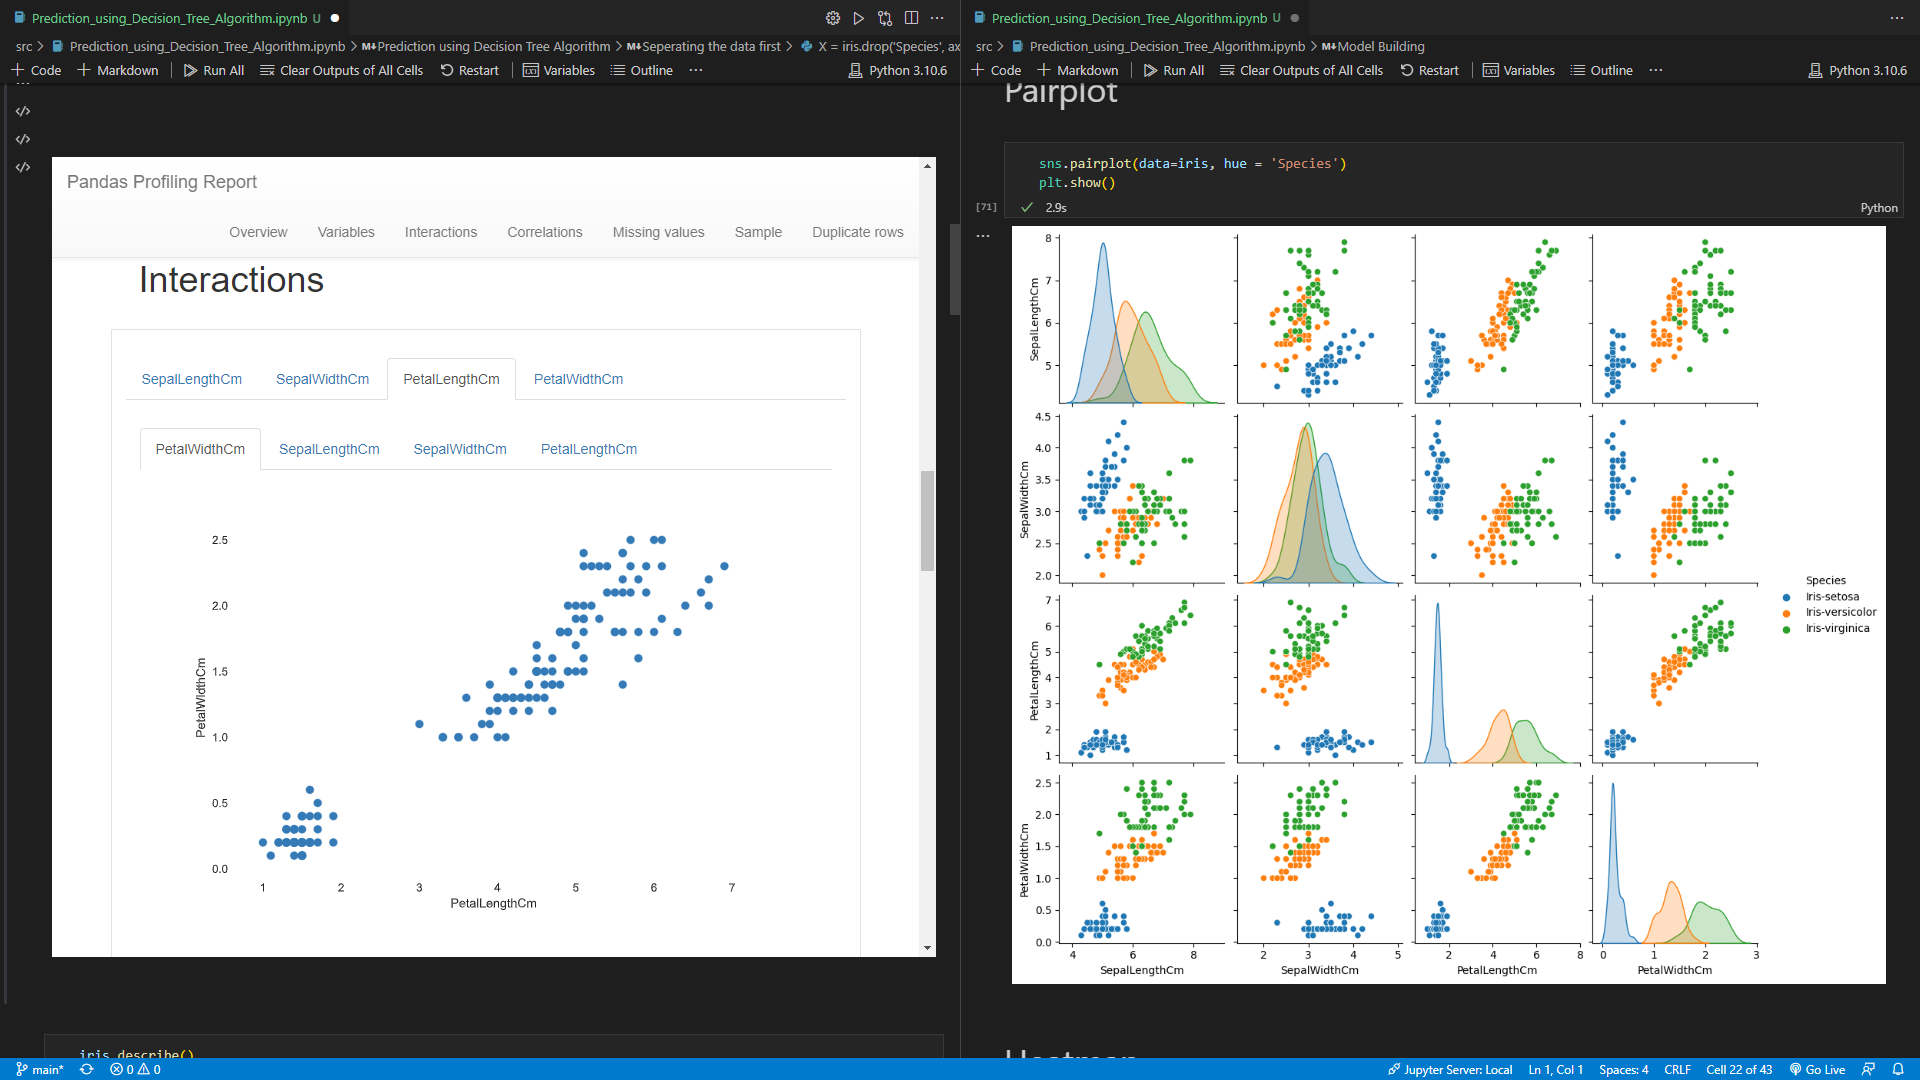 Prediction_using_Decision_Tree_Algorithm.ipynb U
src > Prediction_using_Decision_Tree_Algorithm.ipynb > M↓Prediction using Decision Tree Algorithm > M↓Seperating the data first > X = iris.drop('Species', ax
+ Code + Markdown Run All Clear Outputs of All Cells Restart Variables Outline ... Python 3.10.6
Pandas Profiling Report
Overview Variables Interactions Correlations Missing values Sample Duplicate rows
Interactions
SepalLengthCm SepalWidthCm PetalLengthCm PetalWidthCm
PetalWidthCm SepalLengthCm SepalWidthCm PetalLengthCm
2.5
2.0
1.5
1.0
0.5
0.0
PetalWidthCm
1 2 3 4 5 6 7
PetalLengthCm
iris.describe()
Prediction_using_Decision_Tree_Algorithm.ipynb U
src > Prediction_using_Decision_Tree_Algorithm.ipynb > M↓Model Building
+ Code + Markdown Run All Clear Outputs of All Cells Restart Variables Outline ... Python 3.10.6
Pairplot
sns.pairplot(data=iris, hue = 'Species')
plt.show()
[71] 2.9s Python
8
7
6
5
SepalLengthCm
4.5
4.0
3.5
3.0
2.5
2.0
SepalWidthCm
7
6
5
4
3
2
1
PetalLengthCm
2.5
2.0
1.5
1.0
0.5
0.0
PetalWidthCm
4 6 8 2 3 4 5 2 4 6 8 0 1 2 3
SepalLengthCm SepalWidthCm PetalLengthCm PetalWidthCm
Species
Iris-setosa
Iris-versicolor
Iris-virginica
Heatmap
main* 0 0 Jupyter Server: Local Ln 1, Col 1 Spaces: 4 CRLF Cell 22 of 43 Go Live